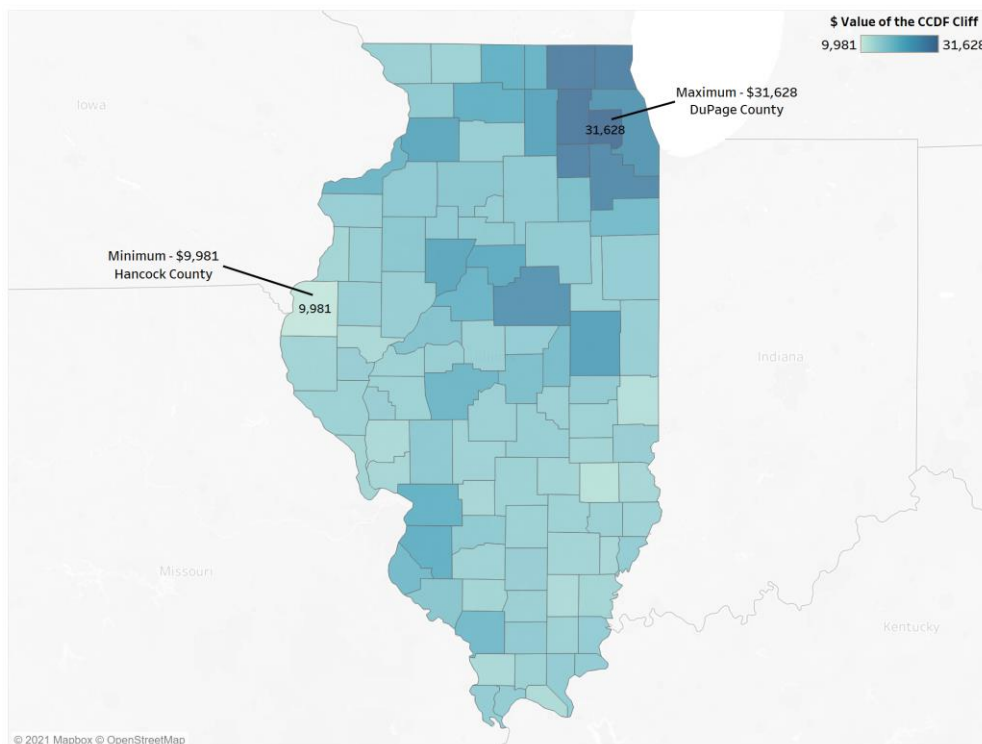 $ Value of the CCDF Cliff
9,981
31,628
Maximum - $31,628
DuPage County
31,628
Iowa
Minimum - $9,981
Hancock County
9,981
Indiana
Missouri
Kentucky
© 2021 Mapbox © OpenStreetMap